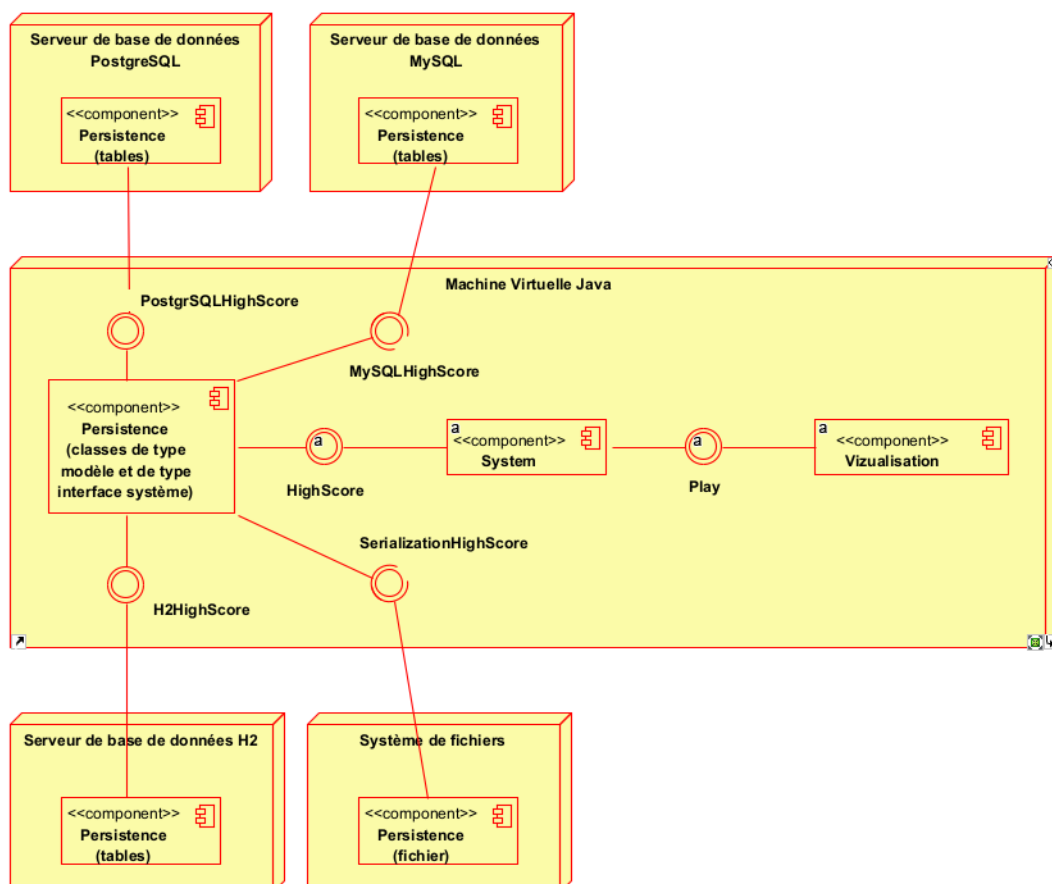 Serveur de base de données
PostgreSQL
<<component>>
Persistence
(tables)
Serveur de base de données
MySQL
<<component>>
Persistence
(tables)
Machine Virtuelle Java
PostgrSQLHighScore
MySQLHighScore
<<component>>
Persistence
(classes de type
modèle et de type
interface système)
a
HighScore
a
<<component>>
System
a
Play
a
<<component>>
Vizualisation
SerializationHighScore
H2HighScore
Serveur de base de données H2
<<component>>
Persistence
(tables)
Système de fichiers
<<component>>
Persistence
(fichier)